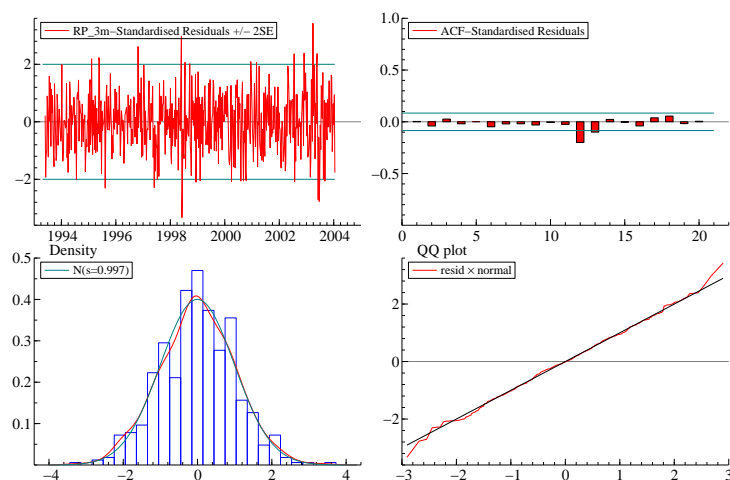 RP_3m−Standardised Residuals +/− 2SE
2
0
−2
1994 1996 1998 2000 2002 2004
ACF−Standardised Residuals
1.0
0.5
0.0
−0.5
0 5 10 15 20
Density
N(s=0.997)
0.5
0.4
0.3
0.2
0.1
−4 −2 0 2 4
QQ plot
resid × normal
2
0
−2
−3 −2 −1 0 1 2 3